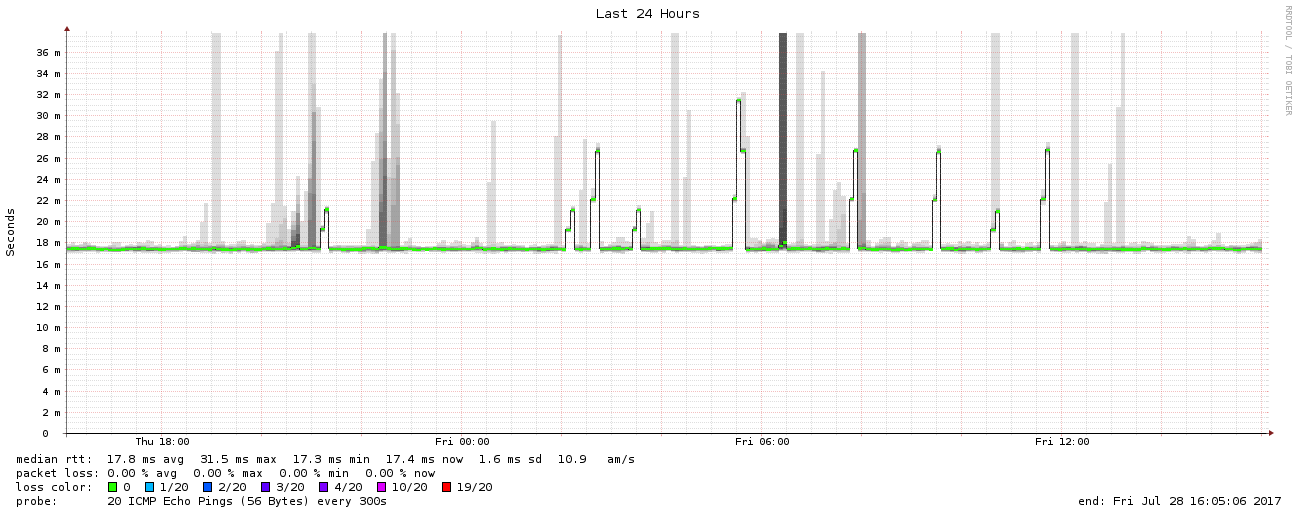 Last 24 Hours
RRDTOOL / TOBI OETIKER
Seconds
36 m
34 m
32 m
30 m
28 m
26 m
24 m
22 m
20 m
18 m
16 m
14 m
12 m
10 m
8 m
6 m
4 m
2 m
0
Thu 18:00 Fri 00:00 Fri 06:00 Fri 12:00
median rtt: 17.8 ms avg 31.5 ms max 17.3 ms min 17.4 ms now 1.6 ms sd 10.9 am/s
packet loss: 0.00 % avg 0.00 % max 0.00 % min 0.00 % now
loss color: 0 1/20 2/20 3/20 4/20 10/20 19/20
probe: 20 ICMP Echo Pings (56 Bytes) every 300s end: Fri Jul 28 16:05:06 2017